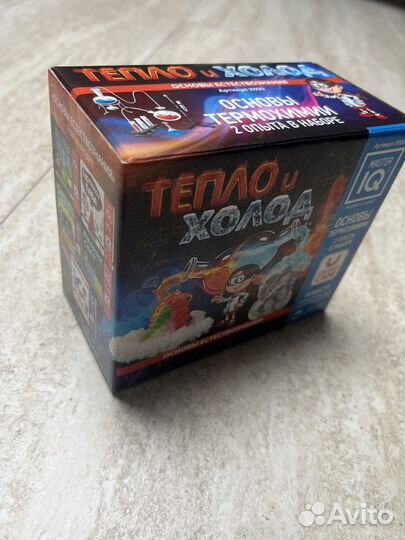 ТЕПЛО и ХОЛОД
ОСНОВЫ ЕСТЕСТВОЗНАНИЯ
ОСНОВЫ
ТЕРМОХИМИИ
2 ОПЫТА В НАБОРЕ
ТЕПЛО и
ХОЛОД
ОСНОВЫ ЕСТЕСТВОЗНАНИЯ
MASTER
IQ
ОСНОВЫ
ТЕРМОХИМИИ
Avito